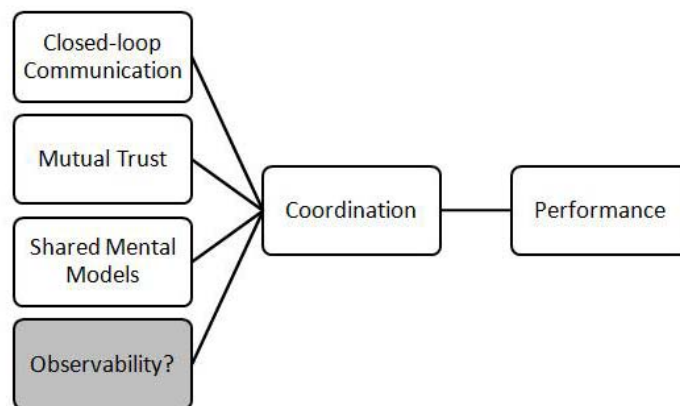 Closed-loop
Communication
Mutual Trust
Shared Mental
Models
Observability?
Coordination
Performance